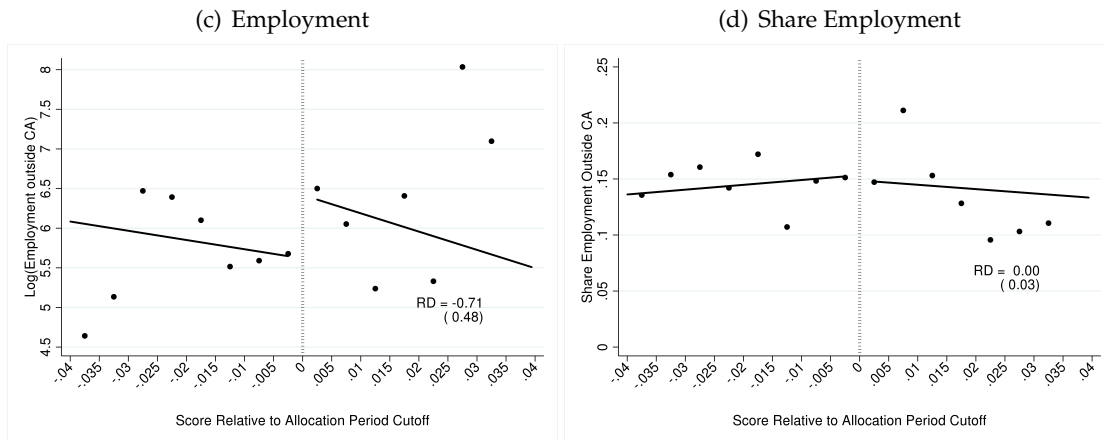 (c) Employment
Log(Employment outside CA)
8
7.5
7
6.5
6
5.5
5
4.5
RD = -0.71
( 0.48)
-.04 -.035 -.03 -.025 -.02 -.015 -.01 -.005 0 .005 .01 .015 .02 .025 .03 .035 .04
Score Relative to Allocation Period Cutoff
(d) Share Employment
Share Employment Outside CA
.25
.2
.15
.1
.05
0
RD = 0.00
( 0.03)
-.04 -.035 -.03 -.025 -.02 -.015 -.01 -.005 0 .005 .01 .015 .02 .025 .03 .035 .04
Score Relative to Allocation Period Cutoff